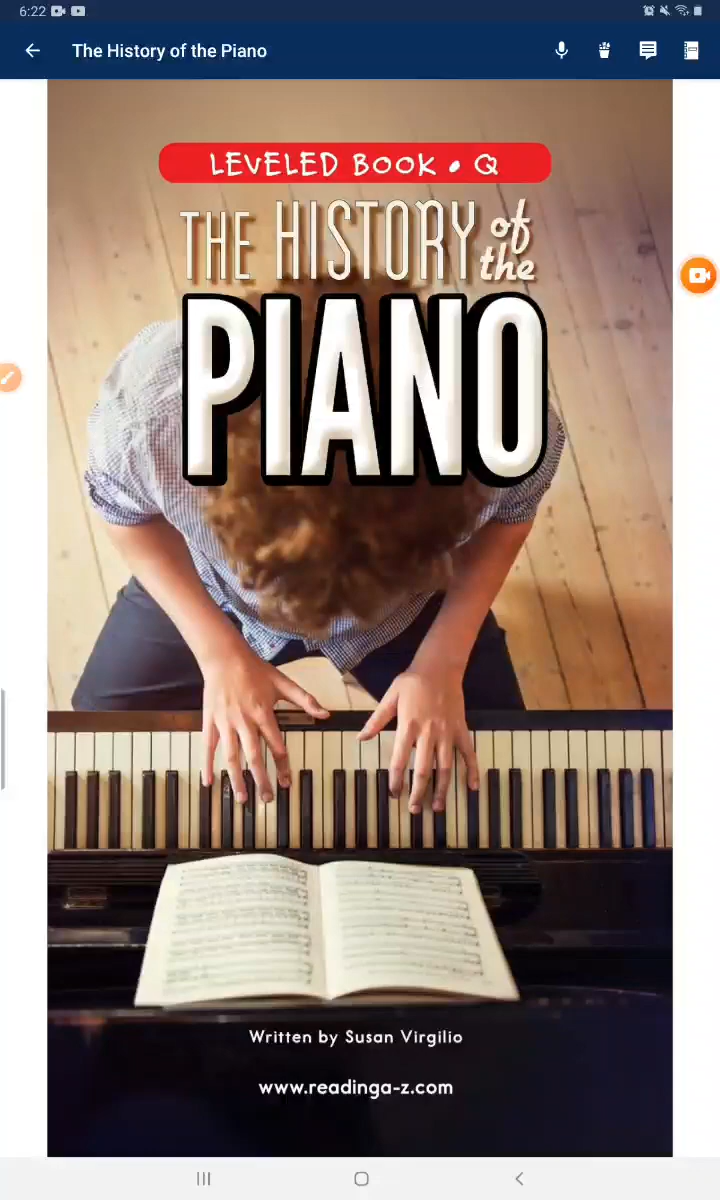 6:22
The History of the Piano
LEVELED BOOK • Q
THE HISTORY of the
PIANO
Written by Susan Virgilio
www.readinga-z.com